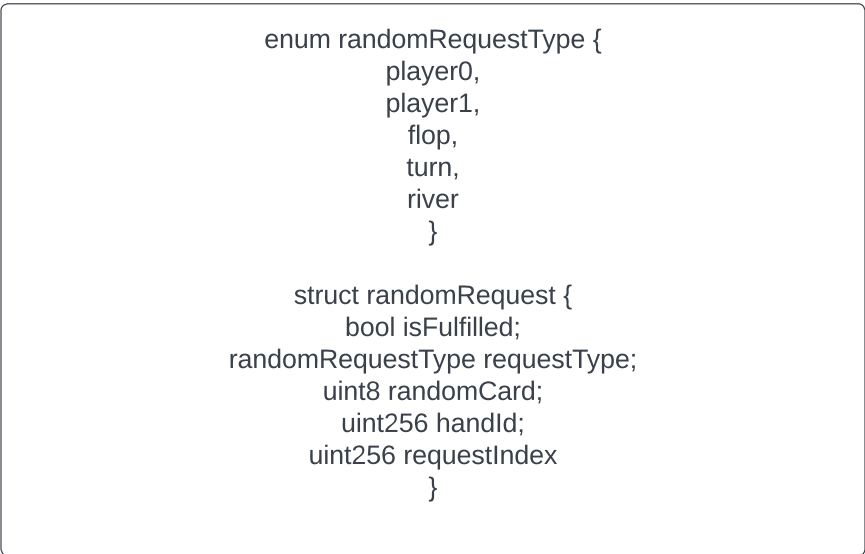 enum randomRequestType {
player0,
player1,
flop,
turn,
river
}
struct randomRequest {
bool isFulfilled;
randomRequestType requestType;
uint8 randomCard;
uint256 handId;
uint256 requestIndex
}